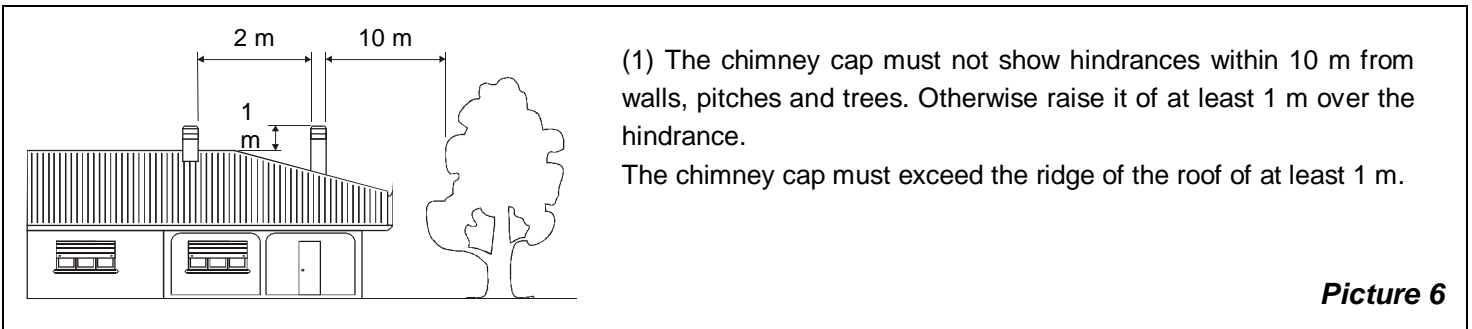 2 m
10 m
1
m
(1) The chimney cap must not show hindrances within 10 m from
walls, pitches and trees. Otherwise raise it of at least 1 m over the
hindrance.
The chimney cap must exceed the ridge of the roof of at least 1 m.
Picture 6